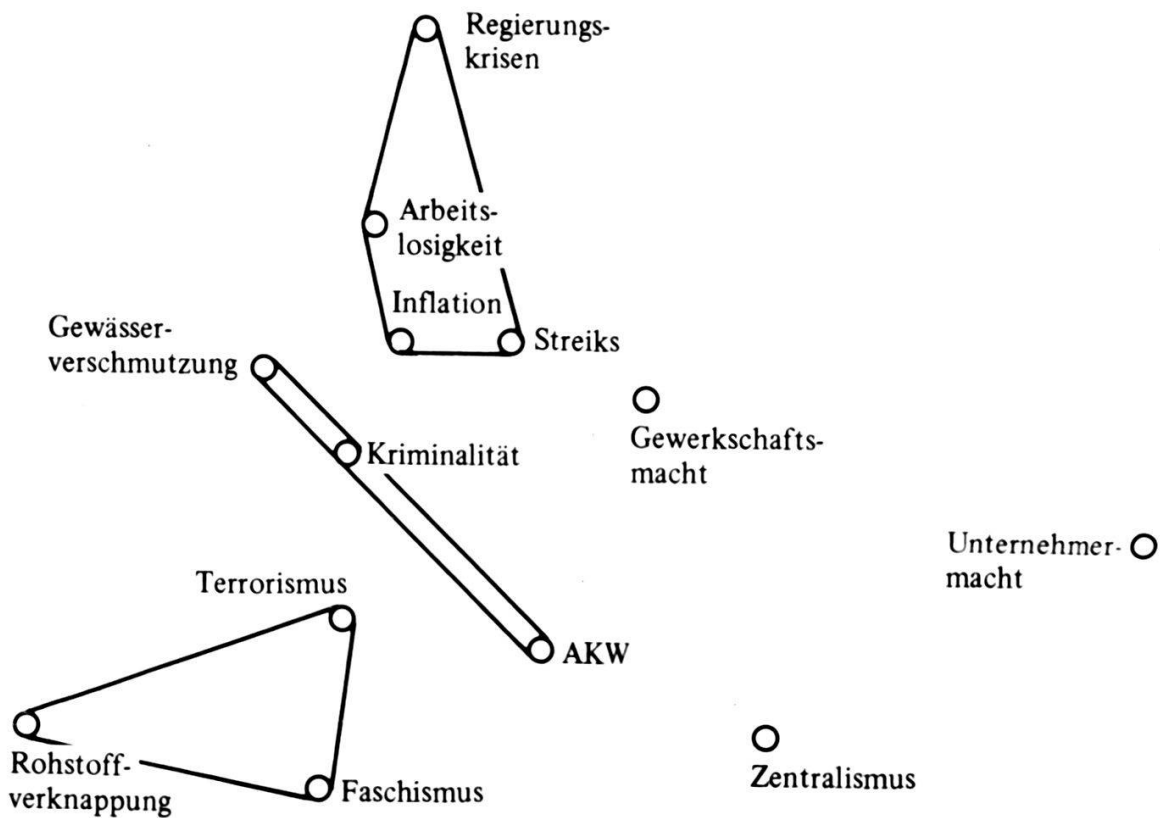 Regierungs-
krisen
Arbeits-
losigkeit
Inflation
Streiks
Gewässer-
verschmutzung
Gewerkschafts-
macht
Kriminalität
Unternehmer-
macht
Terrorismus
AKW
Rohstoff-
verknappung
Faschismus
Zentralismus